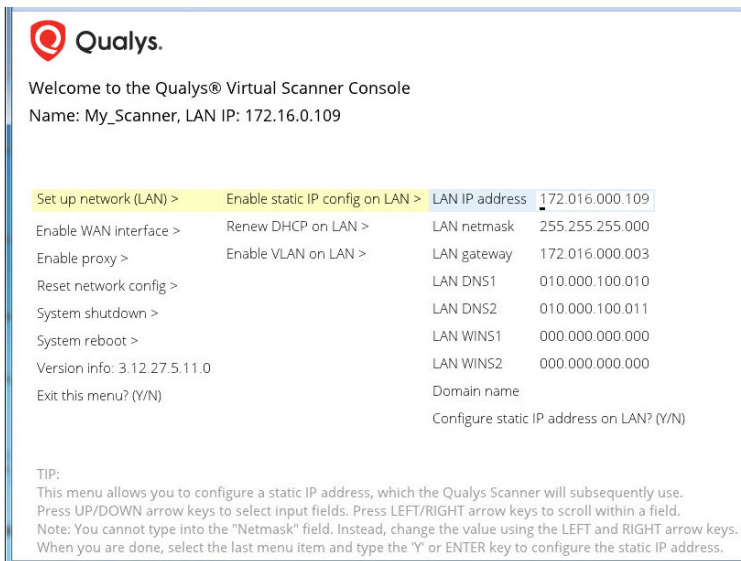 Qualys.
Welcome to the Qualys® Virtual Scanner Console
Name: My_Scanner, LAN IP: 172.16.0.109
Set up network (LAN) > Enable static IP config on LAN > LAN IP address 172.016.000.109
Enable WAN interface > Renew DHCP on LAN > LAN netmask 255.255.255.000
Enable proxy > Enable VLAN on LAN > LAN gateway 172.016.000.003
Reset network config > LAN DNS1 010.000.100.010
System shutdown > LAN DNS2 010.000.100.011
System reboot > LAN WINS1 000.000.000.000
Version info: 3.12.27.5.11.0 LAN WINS2 000.000.000.000
Exit this menu? (Y/N) Domain name
Configure static IP address on LAN? (Y/N)
TIP:
This menu allows you to configure a static IP address, which the Qualys Scanner will subsequently use.
Press UP/DOWN arrow keys to select input fields. Press LEFT/RIGHT arrow keys to scroll within a field.
Note: You cannot type into the "Netmask" field. Instead, change the value using the LEFT and RIGHT arrow keys.
When you are done, select the last menu item and type the 'Y' or ENTER key to configure the static IP address.